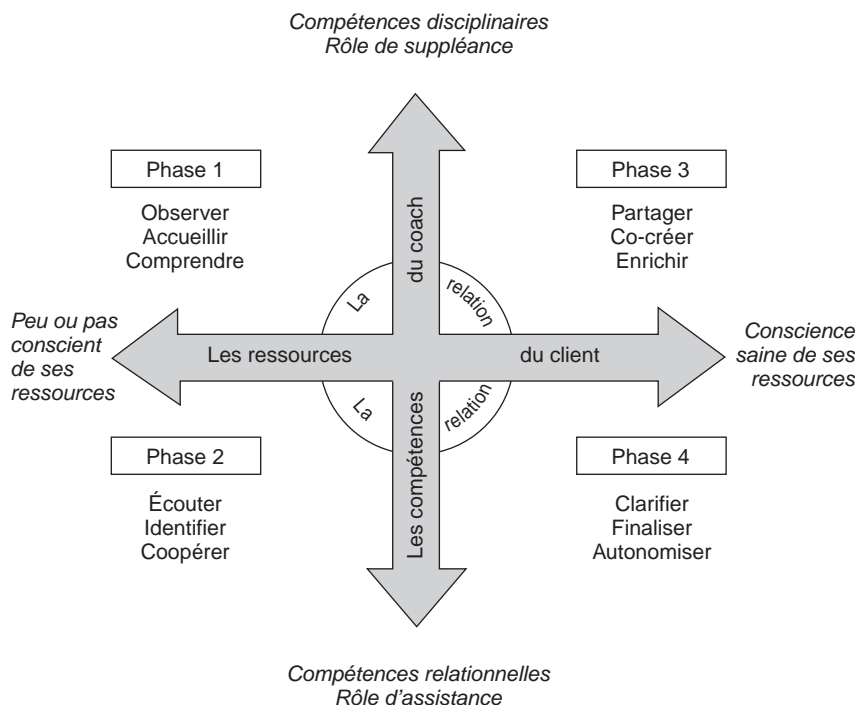 Compétences disciplinaires
Rôle de suppléance
Phase 1
Observer
Accueillir
Comprendre
Phase 3
Partager
Co-créer
Enrichir
du coach
La
relation
Peu ou pas
conscient
de ses
ressources
Les ressources
du client
Conscience
saine de ses
ressources
La
relation
Les compétences
Phase 2
Écouter
Identifier
Coopérer
Phase 4
Clarifier
Finaliser
Autonomiser
Compétences relationnelles
Rôle d'assistance